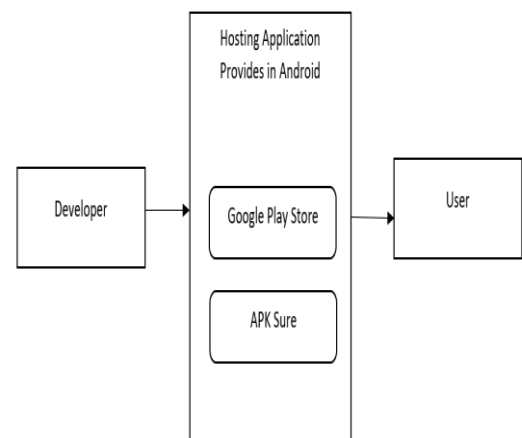 Hosting Application
Provides in Android
Developer
Google Play Store
User
APK Sure